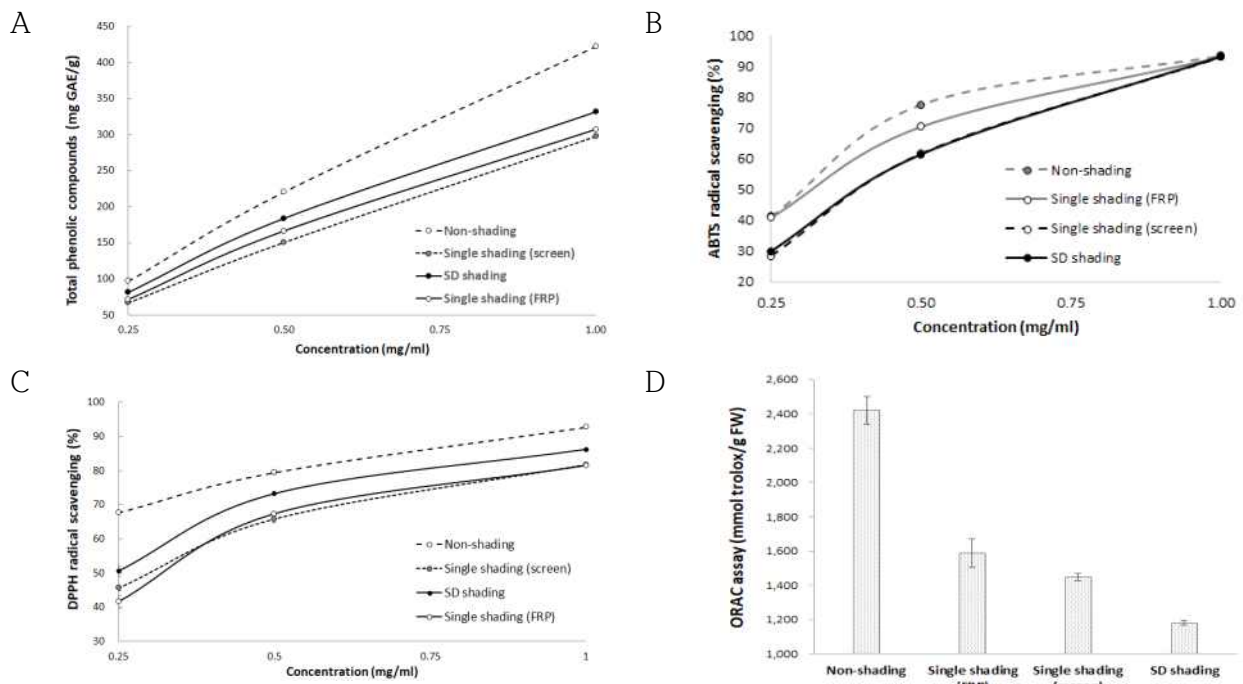 A
Total phenolic compounds (mg GAE/g)
450
400
350
300
250
200
150
100
50
0.25
0.50
0.75
1.00
Concentration (mg/ml)
Non-shading
Single shading (screen)
SD shading
Single shading (FRP)
B
ABTS radical scavenging (%)
100
90
80
70
60
50
40
30
20
0.25
0.50
0.75
1.00
Concentration (mg/ml)
Non-shading
Single shading (FRP)
Single shading (screen)
SD shading
C
DPPH radical scavenging (%)
100
90
80
70
60
50
40
30
0.25
0.5
0.75
1
Concentration (mg/ml)
Non-shading
Single shading (screen)
SD shading
Single shading (FRP)
D
ORAC assay (mmol trolox/g FW)
2,600
2,400
2,200
2,000
1,800
1,600
1,400
1,200
1,000
Non-shading
Single shading
Single shading
SD shading